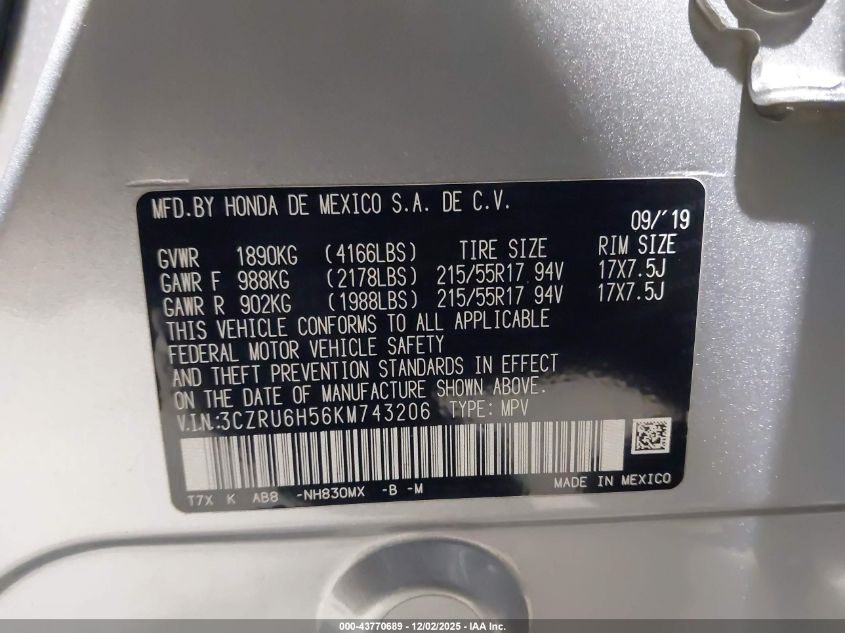 MFD.BY HONDA DE MEXICO S.A. DE C.V.
09/'19
GVWR 1890KG (4166LBS) TIRE SIZE RIM SIZE
GAWR F 988KG (2178LBS) 215/55R17 94V 17X7.5J
GAWR R 902KG (1988LBS) 215/55R17 94V 17X7.5J
THIS VEHICLE CONFORMS TO ALL APPLICABLE
FEDERAL MOTOR VEHICLE SAFETY
AND THEFT PREVENTION STANDARDS IN EFFECT
ON THE DATE OF MANUFACTURE SHOWN ABOVE.
V.I.N.:3CZRU6H56KM743206 TYPE: MPV
T7X K AB8 -NH830MX -B -M
MADE IN MEXICO
000-43770689 - 12/02/2025 - IAA Inc.